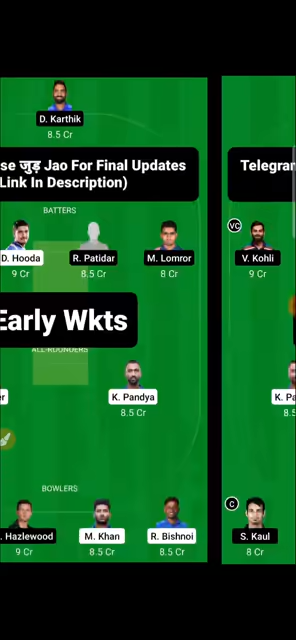 D. Karthik
8.5 Cr
se जुड़ Jao For Final Updates
Link In Description)
BATTERS
D. Hooda
9 Cr
R. Patidar
8.5 Cr
M. Lomror
8 Cr
Early Wkts
ALL-ROUNDERS
er
K. Pandya
8.5 Cr
BOWLERS
. Hazlewood
9 Cr
M. Khan
8.5 Cr
R. Bishnoi
8.5 Cr
Telegram
VC
V. Kohli
9 Cr
K. Pa
8.5
C
S. Kaul
8 Cr